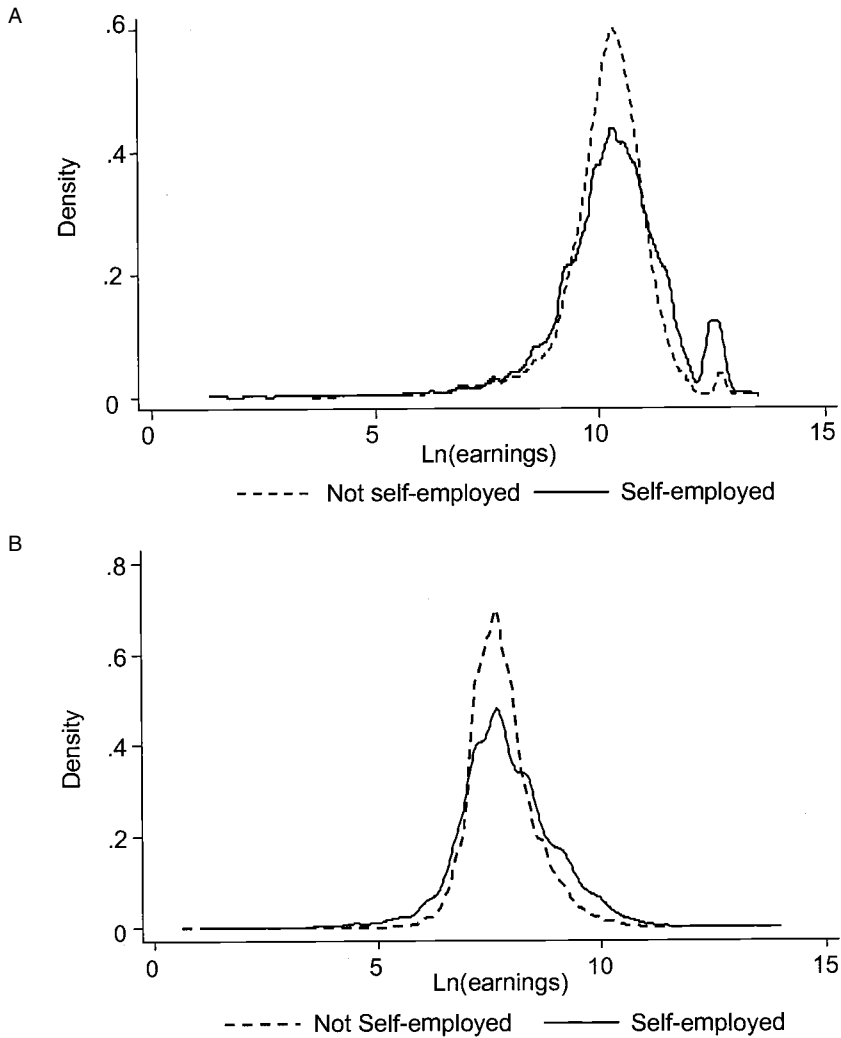 A
.6
.4
.2
0
Density
0 5 10 15
Ln(earnings)
Not self-employed Self-employed
B
.8
.6
.4
.2
0
Density
0 5 10 15
Ln(earnings)
Not Self-employed Self-employed